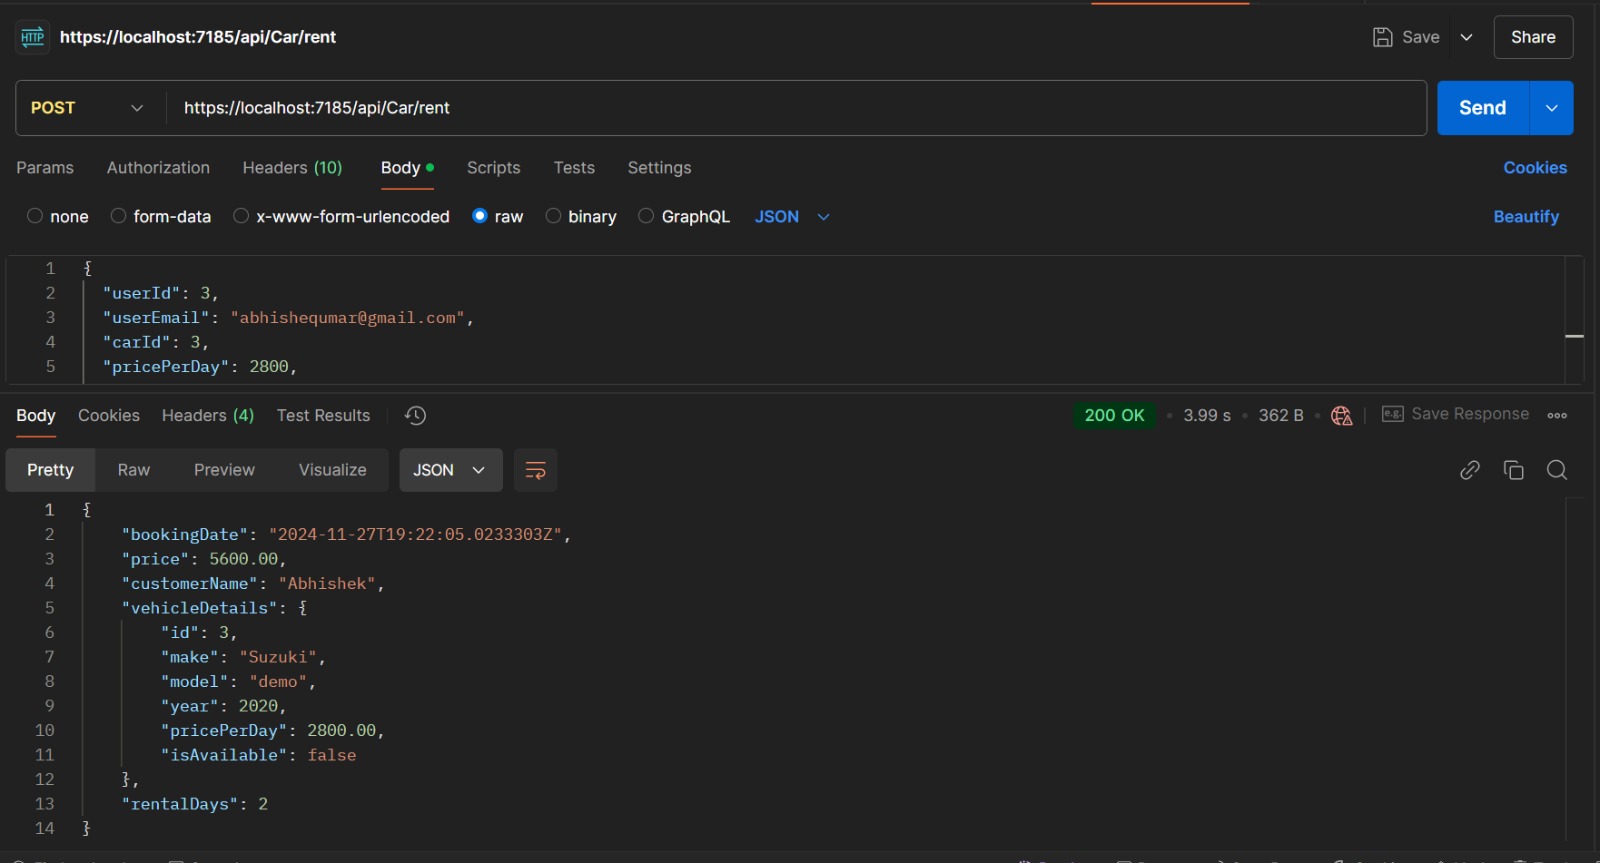 HTTP https://localhost:7185/api/Car/rent Save Share
POST https://localhost:7185/api/Car/rent Send
Params Authorization Headers (10) Body Scripts Tests Settings Cookies
none form-data x-www-form-urlencoded raw binary GraphQL JSON Beautify
1 {
2 "userId": 3,
3 "userEmail": "abhishequmar@gmail.com",
4 "carId": 3,
5 "pricePerDay": 2800,
Body Cookies Headers (4) Test Results 200 OK • 3.99 s • 362 B • e.g. Save Response
Pretty Raw Preview Visualize JSON
1 {
2 "bookingDate": "2024-11-27T19:22:05.0233303Z",
3 "price": 5600.00,
4 "customerName": "Abhishek",
5 "vehicleDetails": {
6 "id": 3,
7 "make": "Suzuki",
8 "model": "demo",
9 "year": 2020,
10 "pricePerDay": 2800.00,
11 "isAvailable": false
12 },
13 "rentalDays": 2
14 }